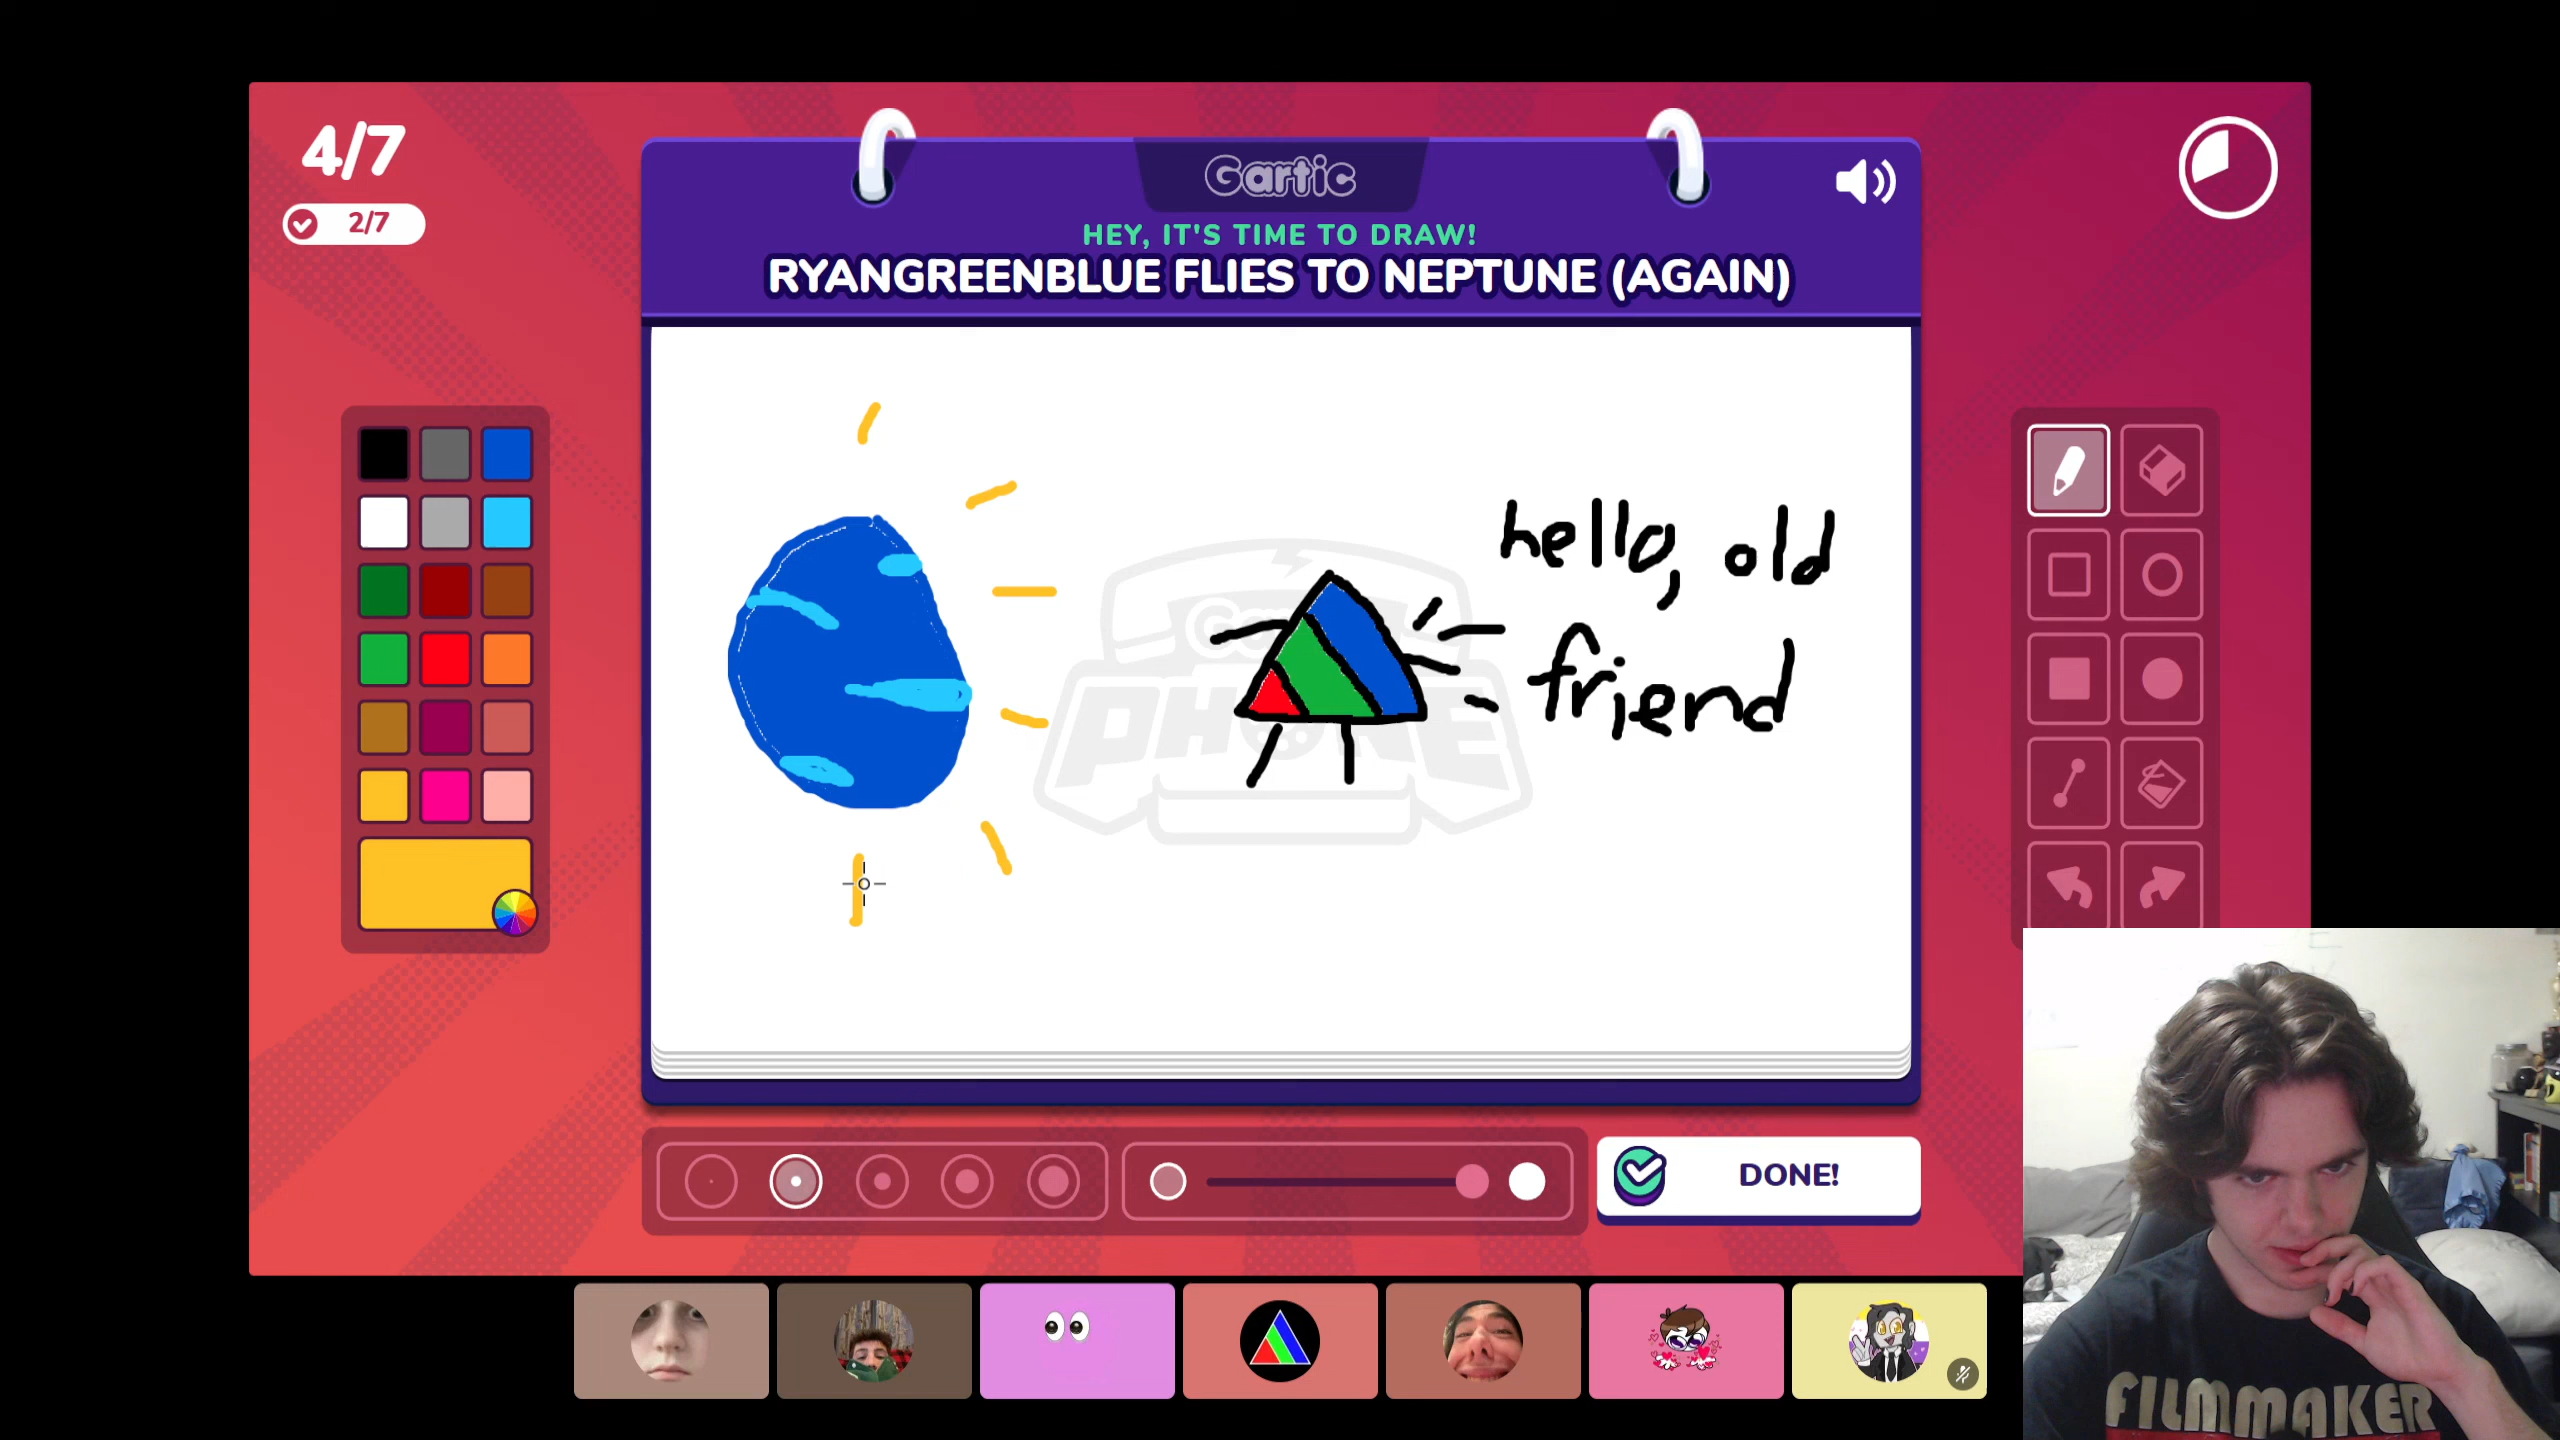 4/7
2/7
Gartic
HEY, IT'S TIME TO DRAW!
RYANGREENBLUE FLIES TO NEPTUNE (AGAIN)
hello, old
friend
PHONE
DONE!
FILMMAKER